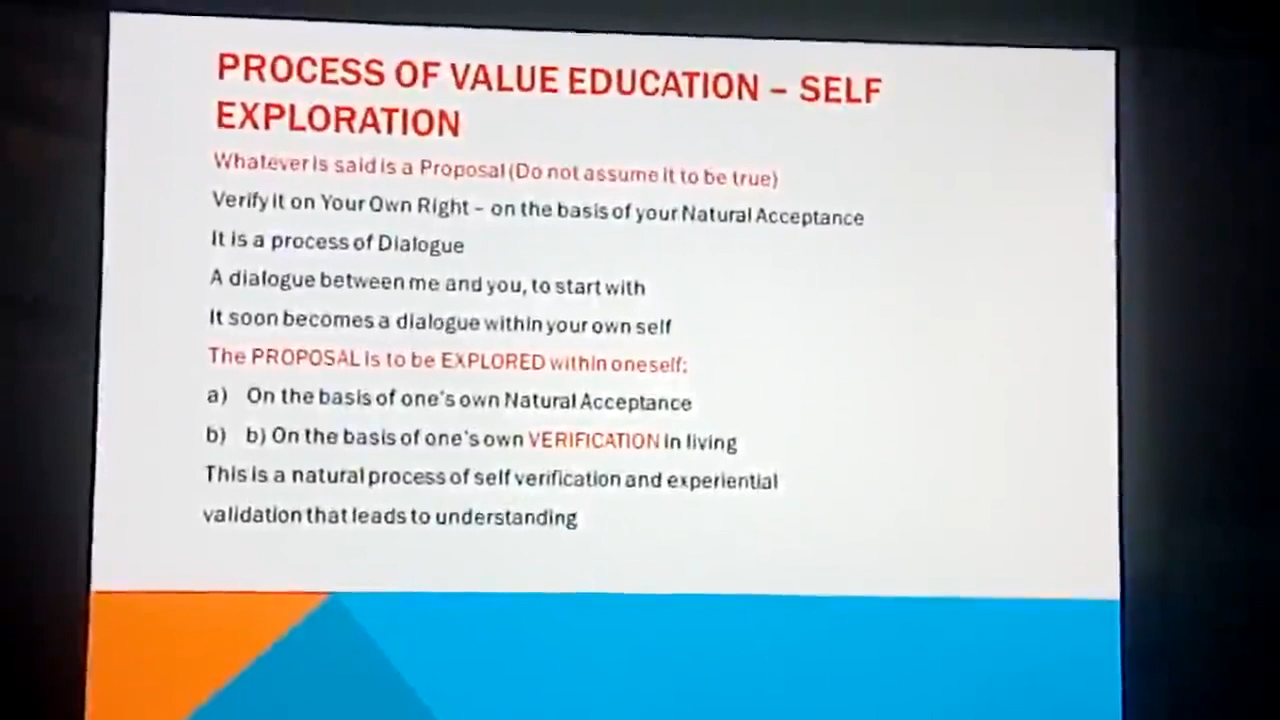 PROCESS OF VALUE EDUCATION – SELF
EXPLORATION
Whatever is said is a Proposal (Do not assume it to be true)
Verify it on Your Own Right – on the basis of your Natural Acceptance
It is a process of Dialogue
A dialogue between me and you, to start with
It soon becomes a dialogue within your own self
The PROPOSAL is to be EXPLORED within oneself:
a) On the basis of one's own Natural Acceptance
b) b) On the basis of one's own VERIFICATION in living
This is a natural process of self verification and experiential
validation that leads to understanding